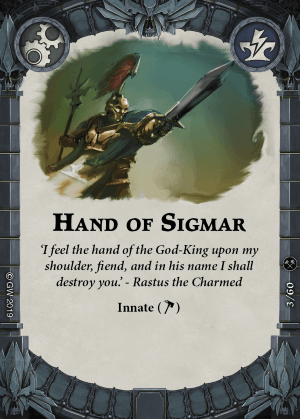 HAND OF SIGMAR
‘I feel the hand of the God-King upon my
shoulder, fiend, and in his name I shall
destroy you.’ - Rastus the Charmed
Innate ( )
© GW 2019
3/60